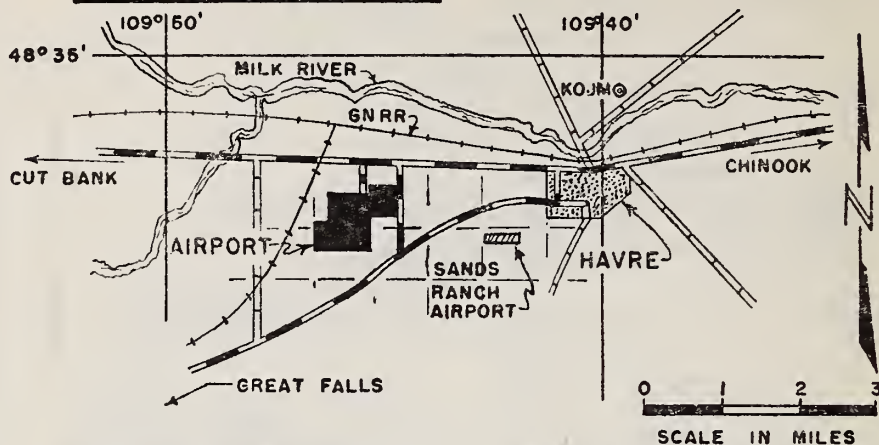 109° 50'
109° 40'
48° 35'
MILK RIVER
KOJM
GN RR
CUT BANK
CHINOOK
AIRPORT
HAVRE
SANDS
RANCH
AIRPORT
N
GREAT FALLS
0 1 2 3
SCALE IN MILES